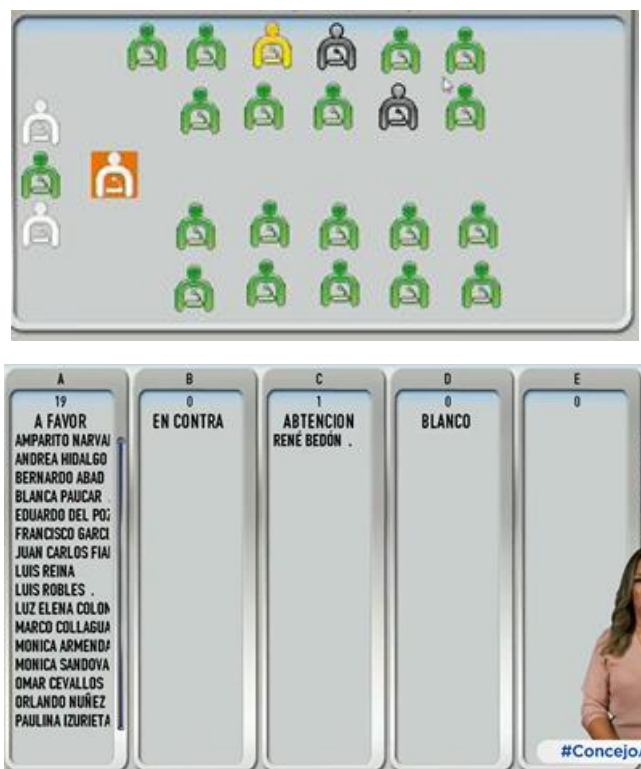 A
19
A FAVOR
AMPARITO NARVAI
ANDREA HIDALGO
BERNARDO ABAD
BLANCA PAUCAR .
EDUARDO DEL POZ
FRANCISCO GARCI
JUAN CARLOS FIAI
LUIS REINA
LUIS ROBLES .
LUZ ELENA COLON
MARCO COLLAGUA
MONICA ARMENDA
MONICA SANDOVA
OMAR CEVALLOS
ORLANDO NUÑEZ
PAULINA IZURIETA
B
0
EN CONTRA
C
1
ABTENCION
RENÉ BEDÓN .
D
0
BLANCO
E
0
#ConcejoA